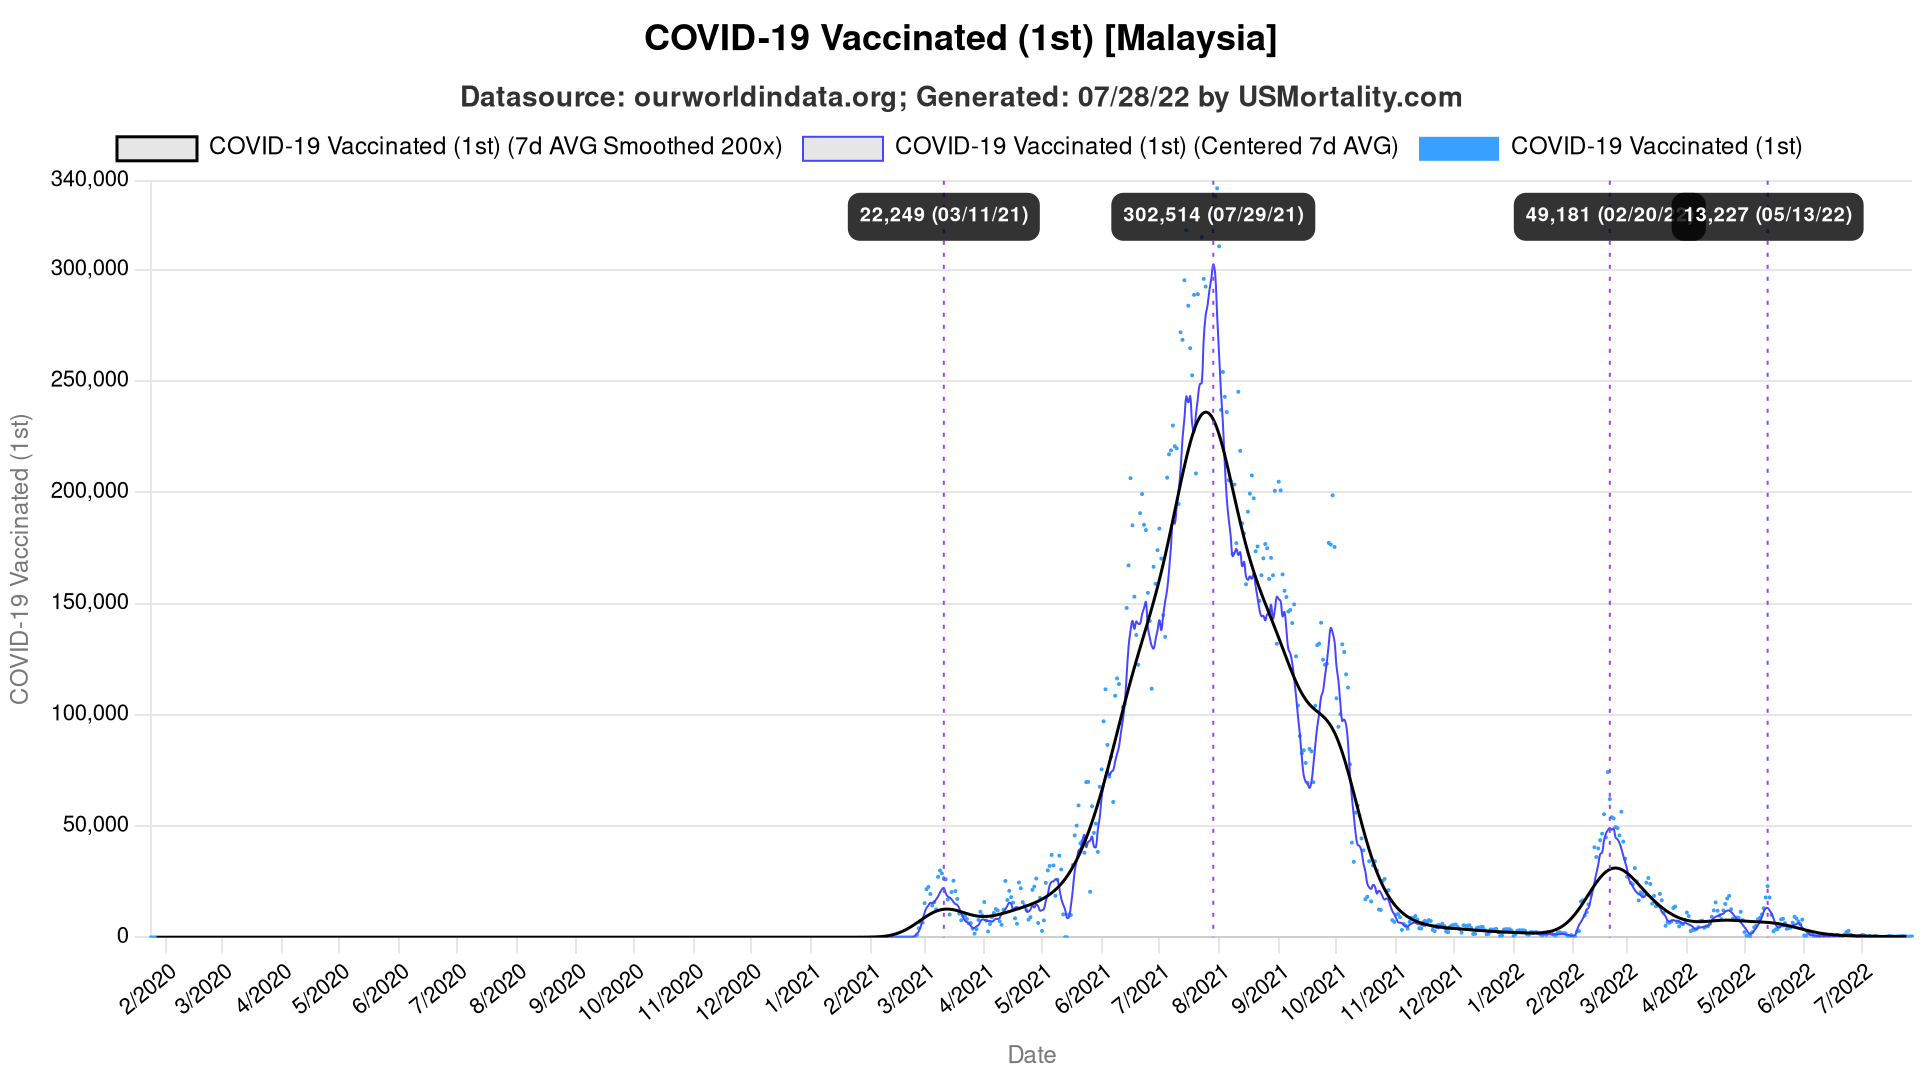 COVID-19 Vaccinated (1st) [Malaysia]
Datasource: ourworldindata.org; Generated: 07/28/22 by USMortality.com
COVID-19 Vaccinated (1st) (7d AVG Smoothed 200x) COVID-19 Vaccinated (1st) (Centered 7d AVG) COVID-19 Vaccinated (1st)
340,000
22,249 (03/11/21) 302,514 (07/29/21) 49,181 (02/20/22 13,227 (05/13/22)
300,000
250,000
200,000
150,000
100,000
50,000
0
COVID-19 Vaccinated (1st)
2/2020 3/2020 4/2020 5/2020 6/2020 7/2020 8/2020 9/2020 10/2020 11/2020 12/2020 1/2021 2/2021 3/2021 4/2021 5/2021 6/2021 7/2021 8/2021 9/2021 10/2021 11/2021 12/2021 1/2022 2/2022 3/2022 4/2022 5/2022 6/2022 7/2022
Date